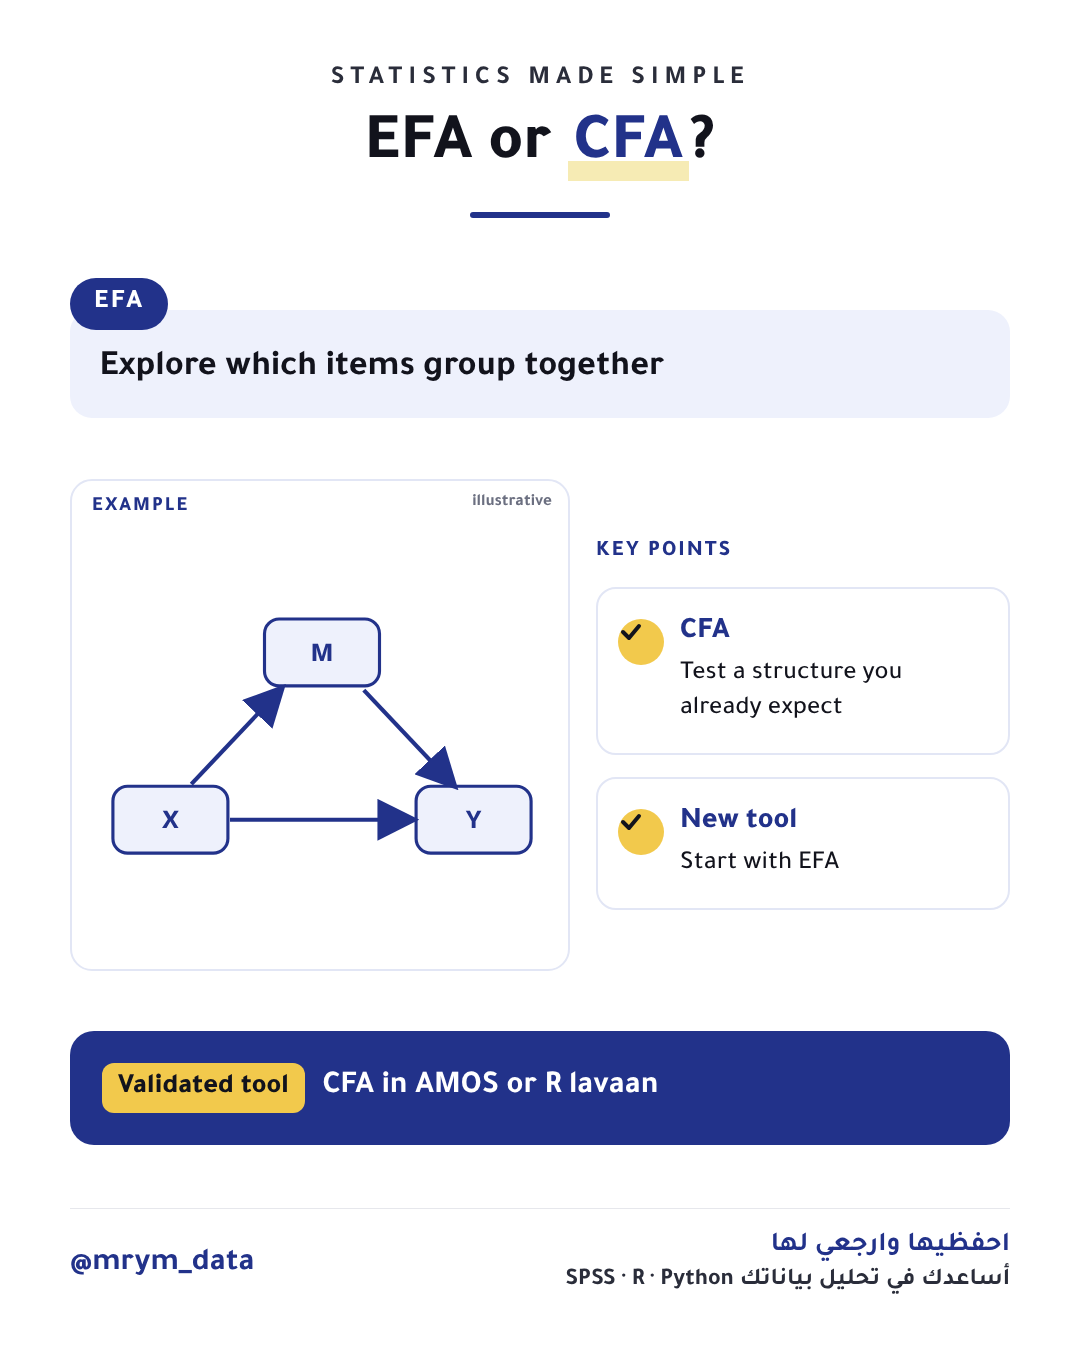 STATISTICS MADE SIMPLE
EFA or CFA?
EFA
Explore which items group together
EXAMPLE
illustrative
M
X
Y
KEY POINTS
CFA
Test a structure you
already expect
New tool
Start with EFA
Validated tool
CFA in AMOS or R lavaan
@mrym_data
احفظيها وارجعي لها
أساعدك في تحليل بياناتك SPSS · R · Python